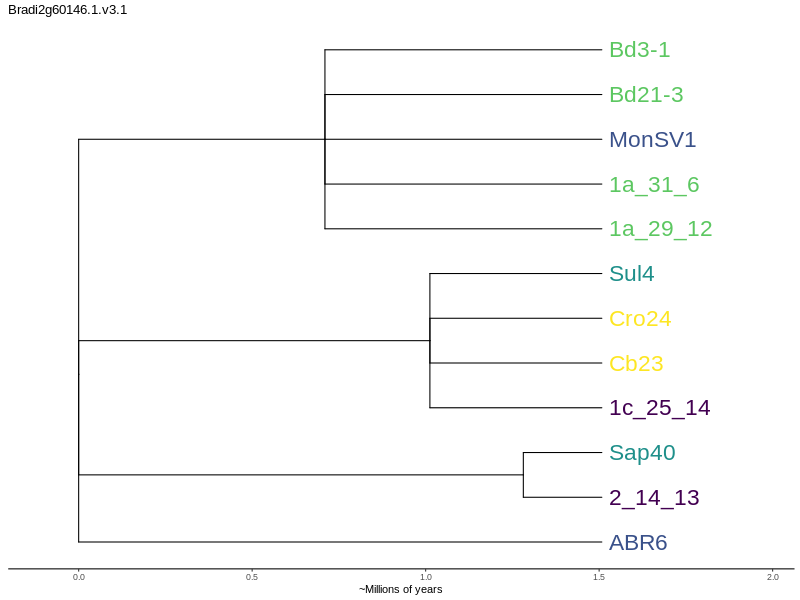 Bradi2g60146.1.v3.1
Bd3-1
Bd21-3
MonSV1
1a_31_6
1a_29_12
Sul4
Cro24
Cb23
1c_25_14
Sap40
2_14_13
ABR6
0.0 0.5 1.0 1.5 2.0
~Millions of years